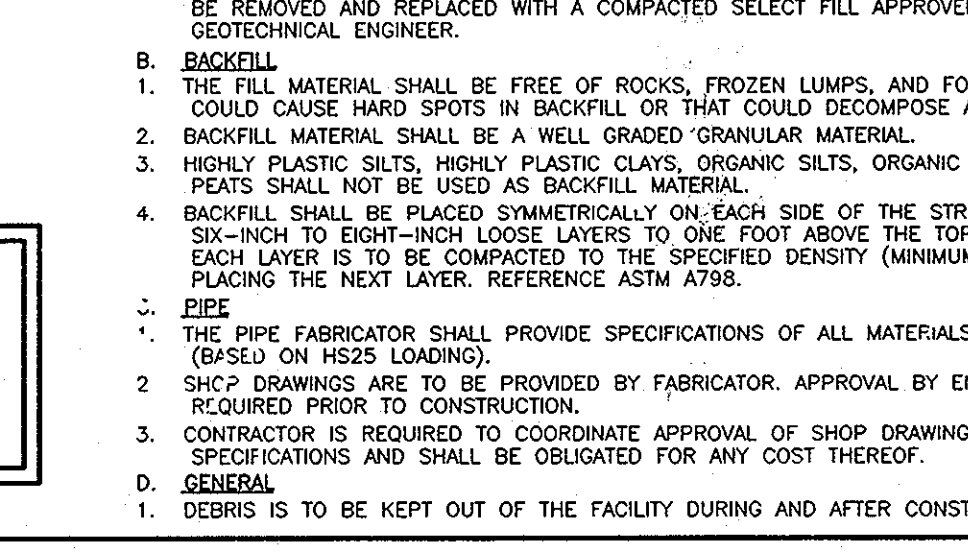 BE REMOVED AND REPLACED WITH A COMPACTED SELECT FILL APPROVED
GEOTECHNICAL ENGINEER.
B. BACKFILL
1. THE FILL MATERIAL SHALL BE FREE OF ROCKS, FROZEN LUMPS, AND FO
COULD CAUSE HARD SPOTS IN BACKFILL OR THAT COULD DECOMPOSE A
2. BACKFILL MATERIAL SHALL BE A WELL GRADED GRANULAR MATERIAL.
3. HIGHLY PLASTIC SILTS, HIGHLY PLASTIC CLAYS, ORGANIC SILTS, ORGANIC
PEATS SHALL NOT BE USED AS BACKFILL MATERIAL.
4. BACKFILL SHALL BE PLACED SYMMETRICALLY ON EACH SIDE OF THE STR
SIX-INCH TO EIGHT-INCH LOOSE LAYERS TO ONE FOOT ABOVE THE TOP
EACH LAYER IS TO BE COMPACTED TO THE SPECIFIED DENSITY (MINIMUM
PLACING THE NEXT LAYER. REFERENCE ASTM A798.
C. PIPE
1. THE PIPE FABRICATOR SHALL PROVIDE SPECIFICATIONS OF ALL MATERIALS
(BASED ON HS25 LOADING).
2 SHOP DRAWINGS ARE TO BE PROVIDED BY FABRICATOR. APPROVAL BY E
REQUIRED PRIOR TO CONSTRUCTION.
3. CONTRACTOR IS REQUIRED TO COORDINATE APPROVAL OF SHOP DRAWING
SPECIFICATIONS AND SHALL BE OBLIGATED FOR ANY COST THEREOF.
D. GENERAL
1. DEBRIS IS TO BE KEPT OUT OF THE FACILITY DURING AND AFTER CONST